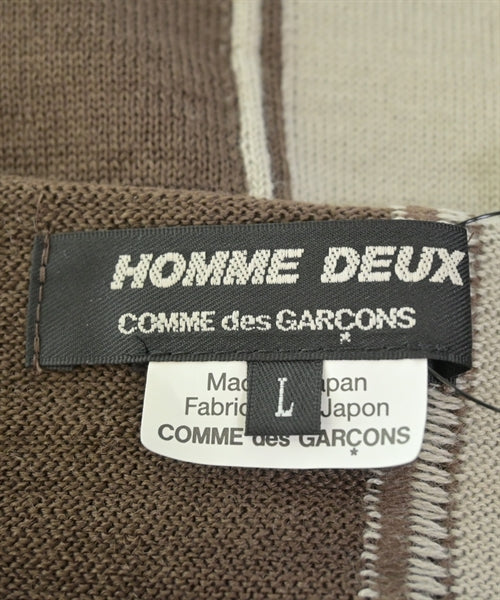 HOMME DEUX
COMME des GARÇONS
*
L
Mad apan
Fabric Japon
COMME des GARÇONS